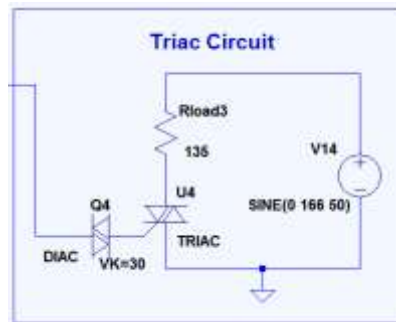 Triac Circuit
Rload3
135
V14
U4
Q4
SINE(0 166 50)
TRIAC
DIAC
VK=30